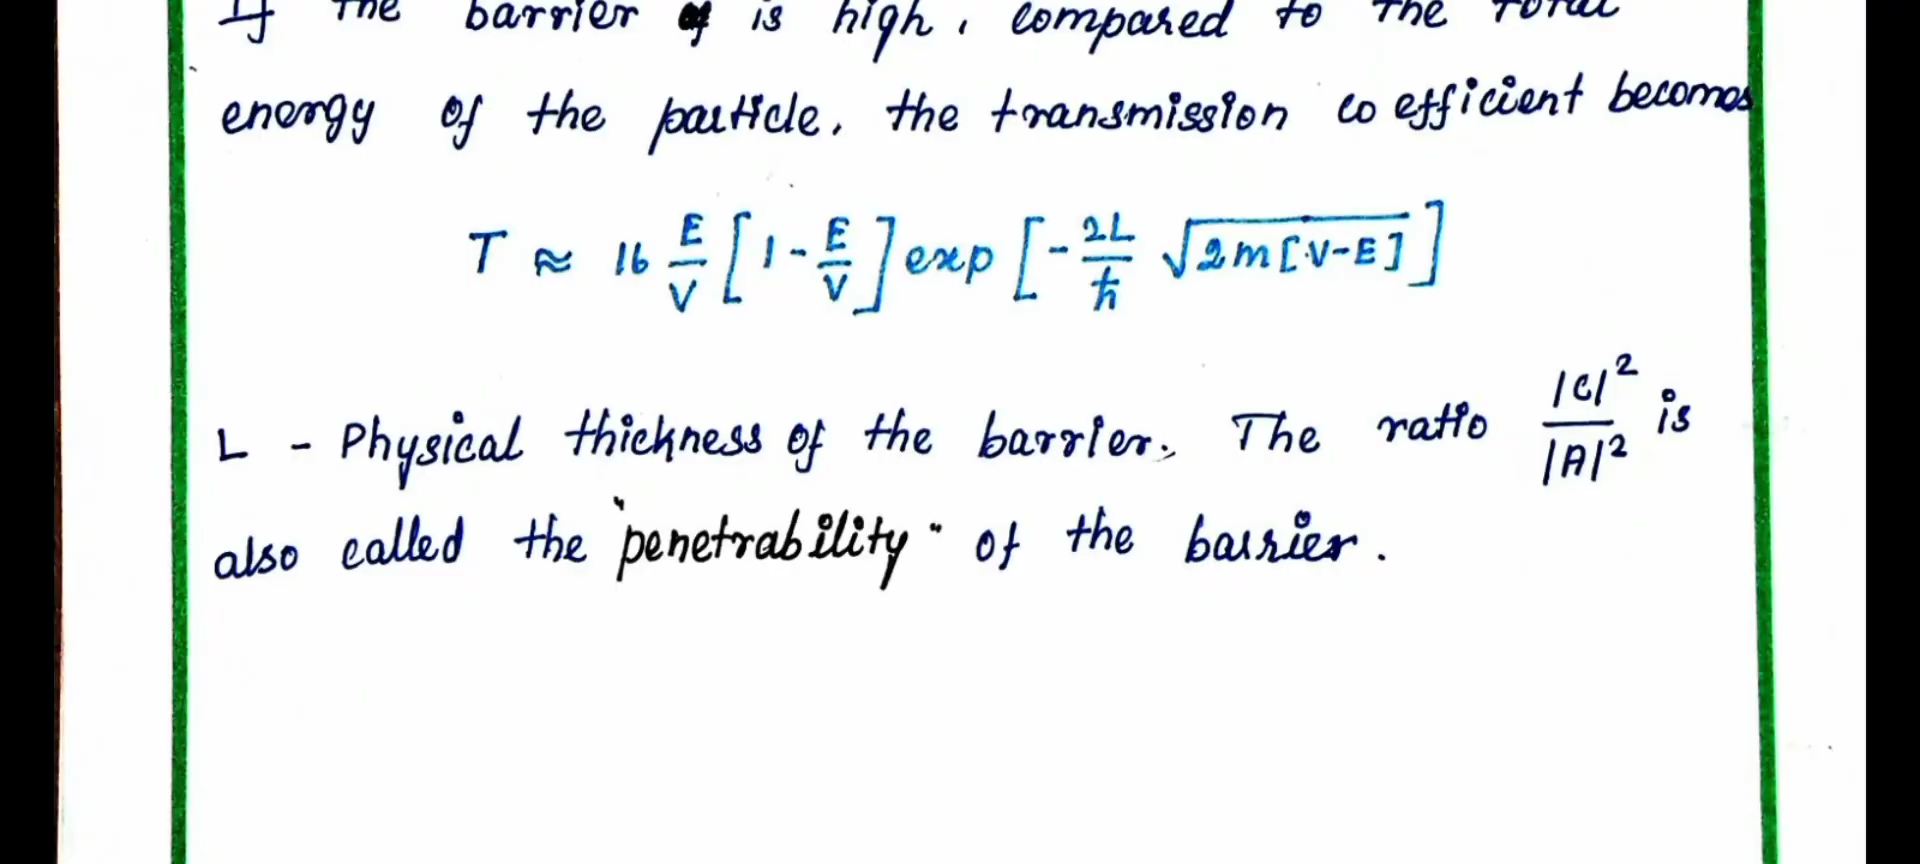 If the barrier is high, compared to the total
energy of the particle, the transmission co efficient becomes
T ≈ 16 E/V [1 - E/V] exp [- 2L/ħ √2m[V-E]]
L - Physical thickness of the barrier. The ratio |C|²/|A|² is
also called the "penetrability" of the barrier.